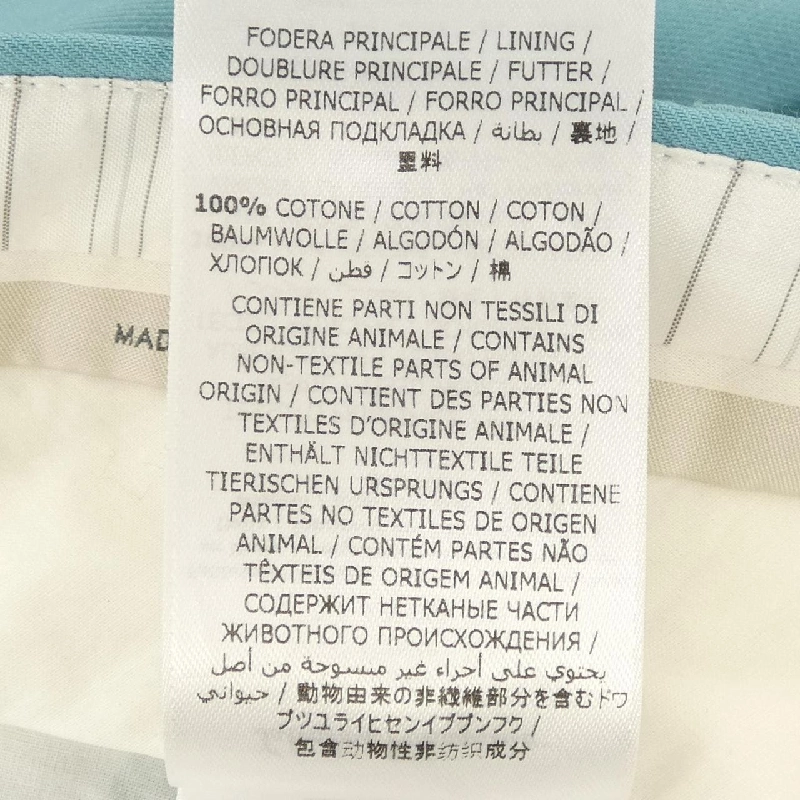 FODERA PRINCIPALE / LINING /
DOUBLURE PRINCIPALE / FUTTER /
FORRO PRINCIPAL / FORRO PRINCIPAL /
ОСНОВНАЯ ПОДКЛАДКА / بطانة / 裏地 /
料
100% COTONE / COTTON / COTON /
BAUMWOLLE / ALGODÓN / ALGODÃO /
ХЛОПОК / قطن / コットン / 棉
CONTIENE PARTI NON TESSILI DI
ORIGINE ANIMALE / CONTAINS
NON-TEXTILE PARTS OF ANIMAL
ORIGIN / CONTIENT DES PARTIES NON
TEXTILES D'ORIGINE ANIMALE /
ENTHÄLT NICHTTEXTILE TEILE
TIERISCHEN URSPRUNGS / CONTIENE
PARTES NO TEXTILES DE ORIGEN
ANIMAL / CONTÉM PARTES NÃO
TÊXTEIS DE ORIGEM ANIMAL /
СОДЕРЖИТ НЕТКАНЫЕ ЧАСТИ
ЖИВОТНОГО ПРОИСХОЖДЕНИЯ /
يحتوي على أجزاء غير منسوجة من أصل
حيواني / 動物由来の非繊維部分を含むドワ
プツユライヒセンイブブンフク /
包含动物性非纺织成分
MAD